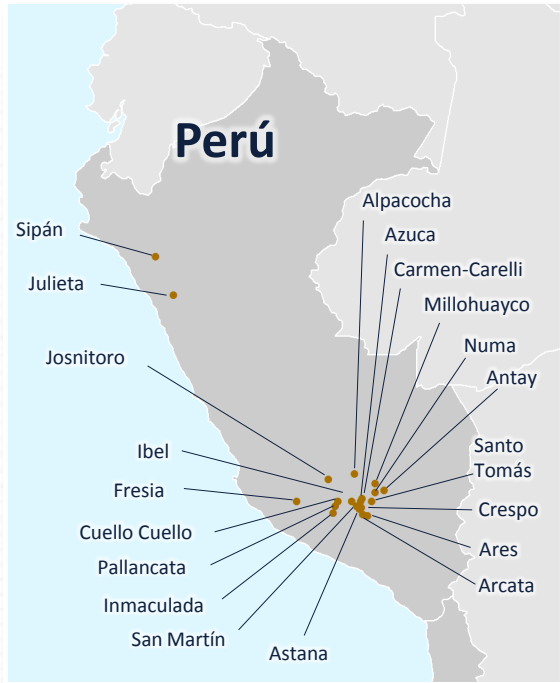 Perú
Alpacocha
Sipán
Azuca
Carmen-Carelli
Julieta
Millohuayco
Numa
Josnitoro
Antay
Santo
Tomás
Ibel
Fresia
Crespo
Cuello Cuello
Ares
Pallancata
Arcata
Inmaculada
San Martín
Astana